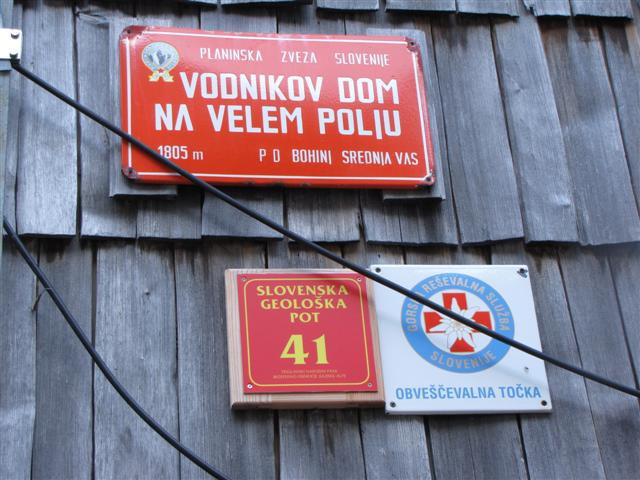 PLANINSKA ZVEZA SLOVENIJE
VODNIKOV DOM
NA VELEM POLJU
1805 m P D BOHINJ SREDNJA VAS
SLOVENSKA
GEOLOŠKA
POT
41
GORSKA REŠEVALNA SLUŽBA
SLOVENIJE
OBVEŠČEVALNA TOČKA